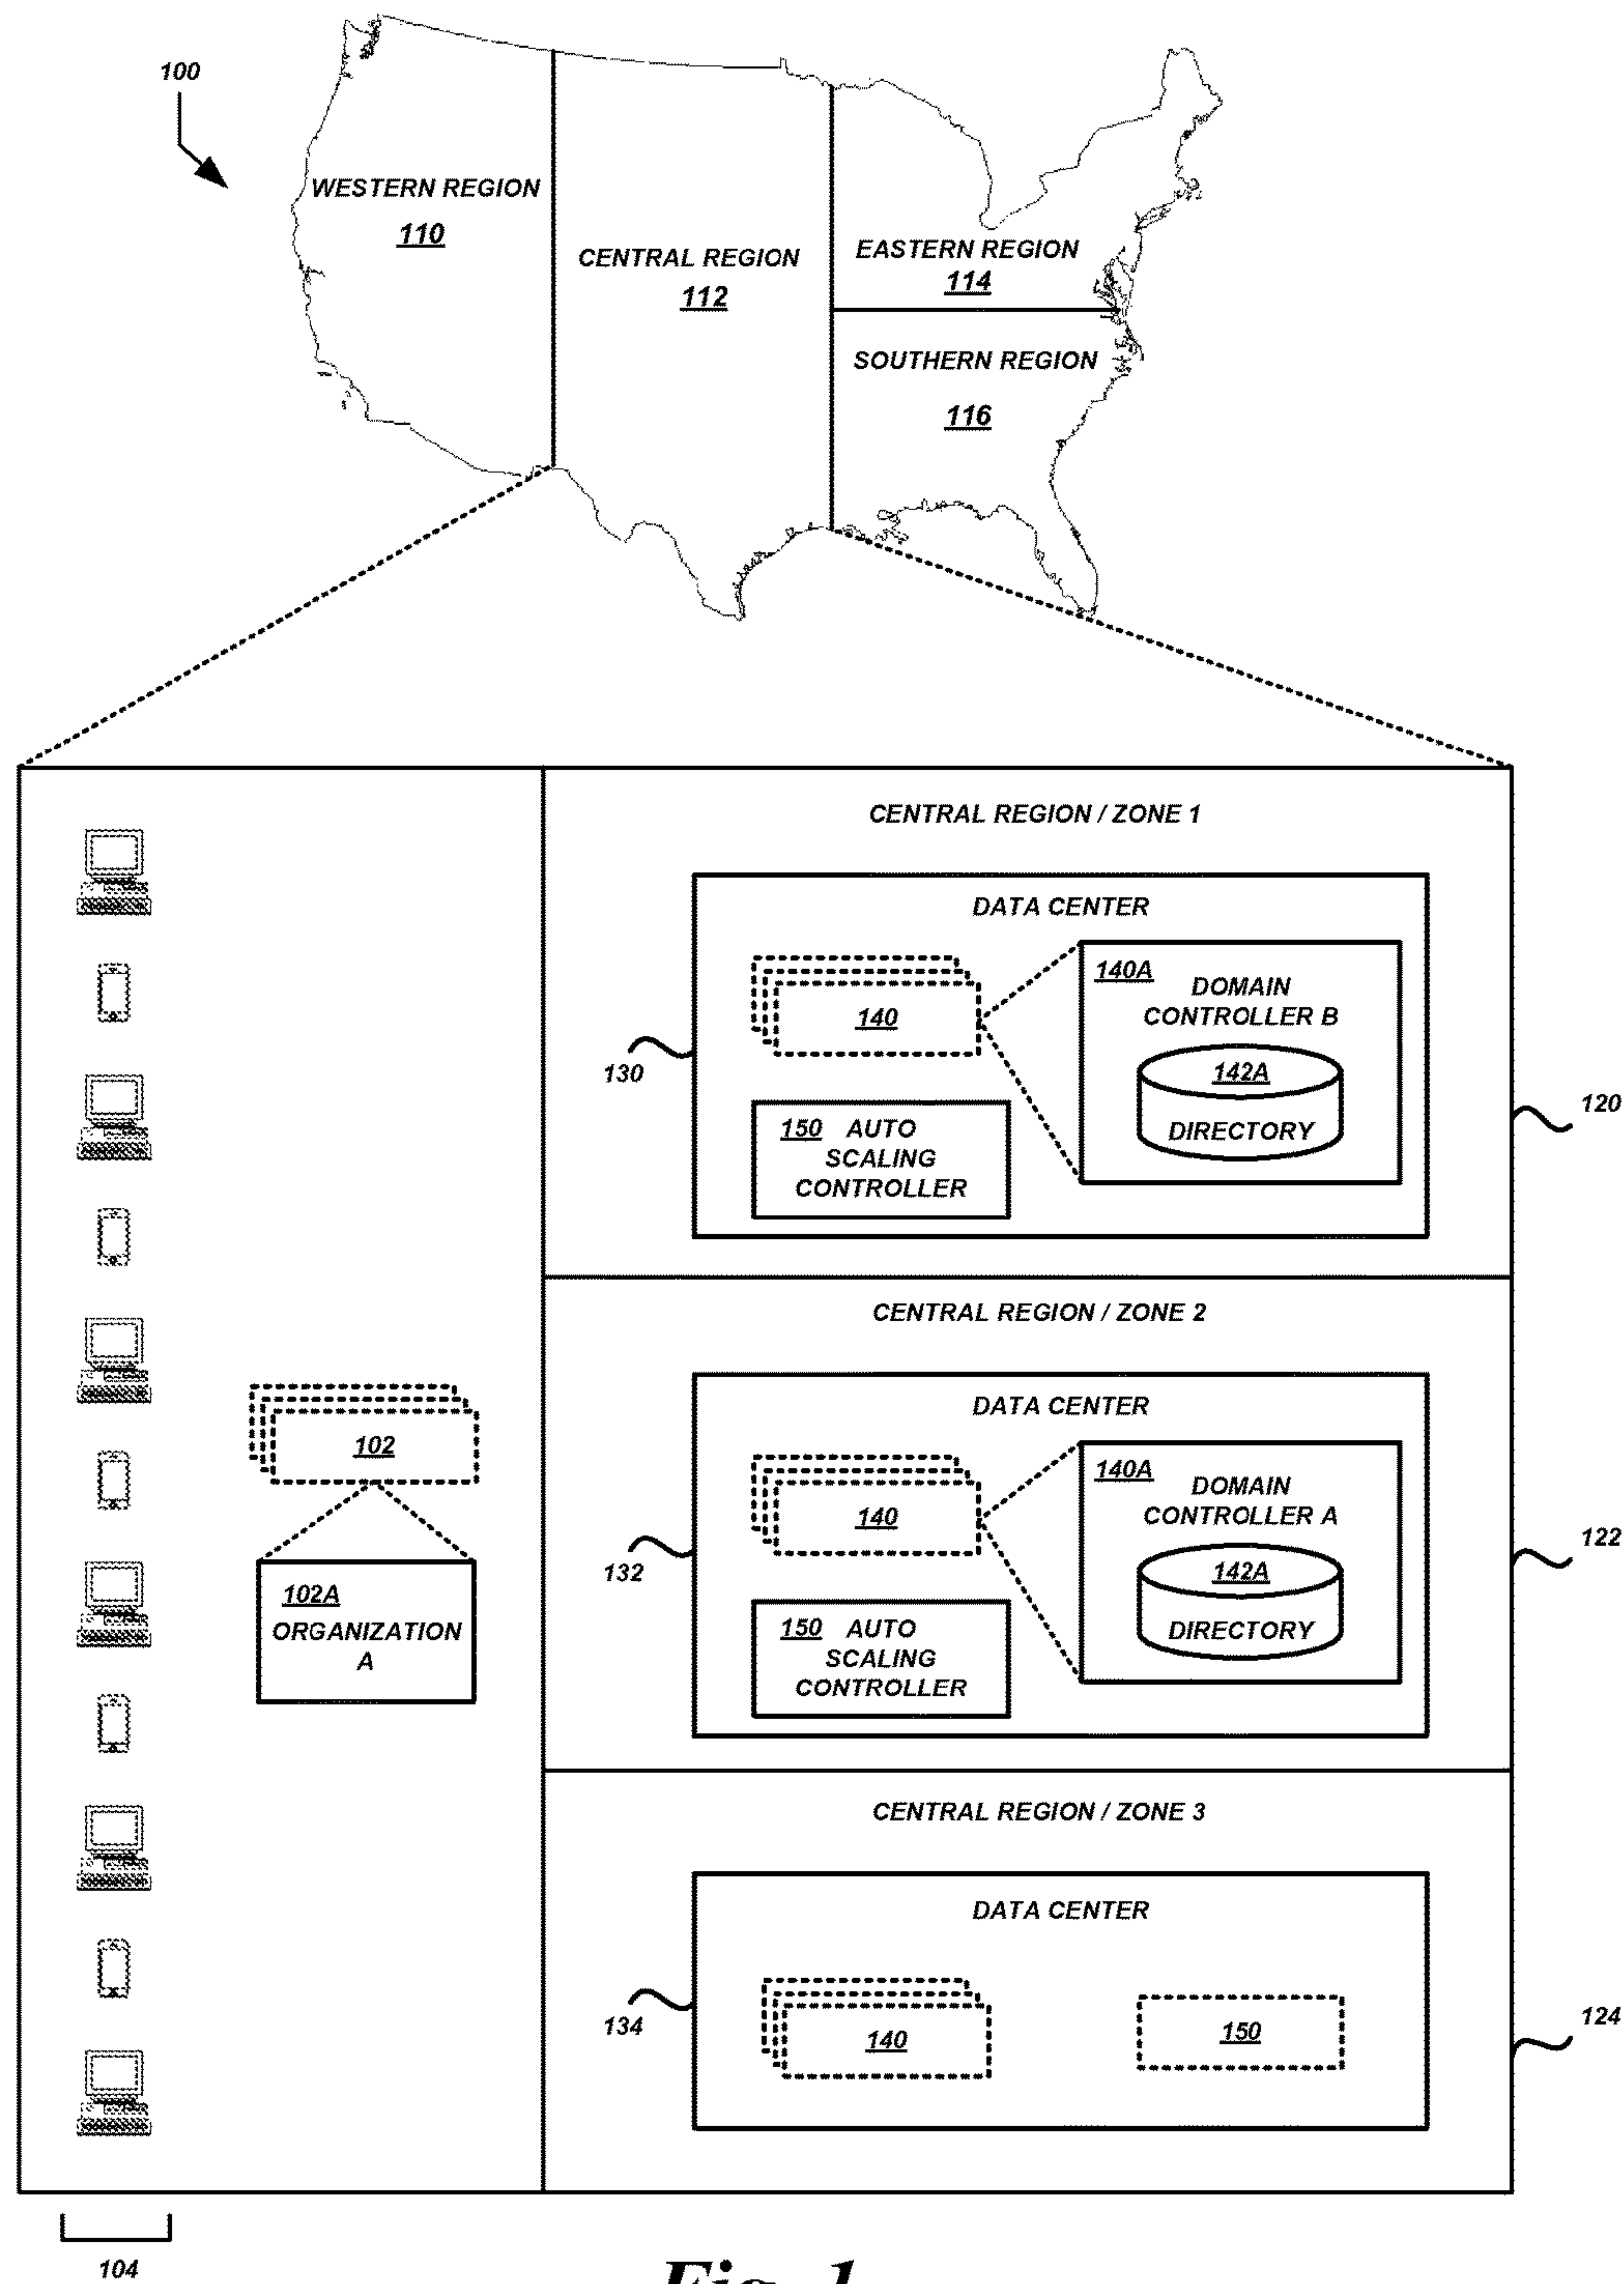 100
WESTERN REGION
110
CENTRAL REGION
112
EASTERN REGION
114
SOUTHERN REGION
116
CENTRAL REGION / ZONE 1
DATA CENTER
140
140A
DOMAIN
CONTROLLER B
142A
DIRECTORY
150 AUTO
SCALING
CONTROLLER
130
120
CENTRAL REGION / ZONE 2
DATA CENTER
140
140A
DOMAIN
CONTROLLER A
142A
DIRECTORY
150 AUTO
SCALING
CONTROLLER
132
122
102
102A
ORGANIZATION
A
CENTRAL REGION / ZONE 3
DATA CENTER
140
150
134
124
104
Fig. 1